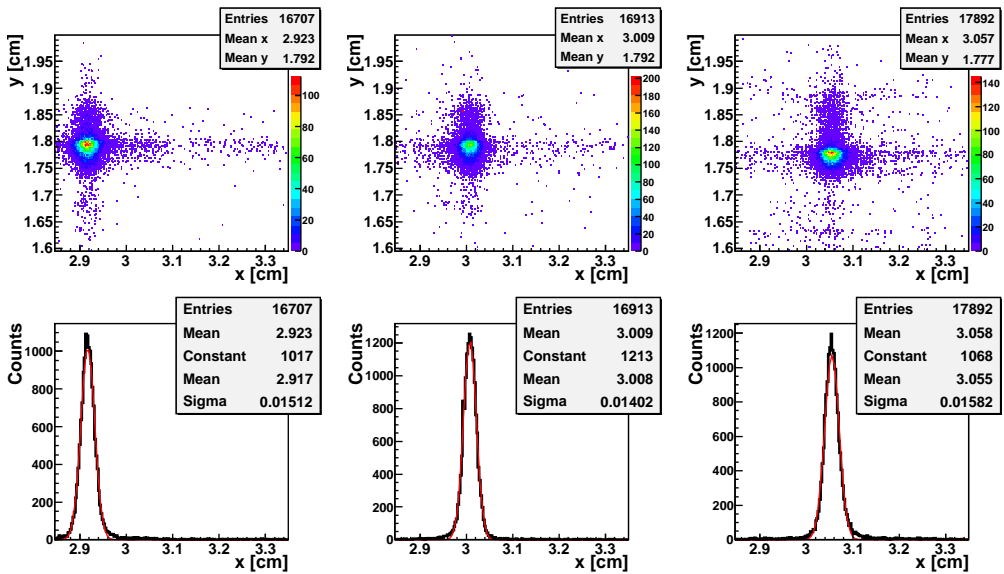 Entries 16707
Mean x 2.923
Mean y 1.792
y [cm]
1.95
1.9
1.85
1.8
1.75
1.7
1.65
1.6
100
80
60
40
20
0
2.9 3 3.1 3.2 3.3
x [cm]
Entries 16913
Mean x 3.009
Mean y 1.792
y [cm]
1.95
1.9
1.85
1.8
1.75
1.7
1.65
1.6
200
180
160
140
120
100
80
60
40
20
0
2.9 3 3.1 3.2 3.3
x [cm]
Entries 17892
Mean x 3.057
Mean y 1.777
y [cm]
1.95
1.9
1.85
1.8
1.75
1.7
1.65
1.6
140
120
100
80
60
40
20
0
2.9 3 3.1 3.2 3.3
x [cm]
Entries 16707
Mean 2.923
Constant 1017
Mean 2.917
Sigma 0.01512
Counts
1000
800
600
400
200
0
2.9 3 3.1 3.2 3.3
x [cm]
Entries 16913
Mean 3.009
Constant 1213
Mean 3.008
Sigma 0.01402
Counts
1200
1000
800
600
400
200
0
2.9 3 3.1 3.2 3.3
x [cm]
Entries 17892
Mean 3.058
Constant 1068
Mean 3.055
Sigma 0.01582
Counts
1200
1000
800
600
400
200
0
2.9 3 3.1 3.2 3.3
x [cm]